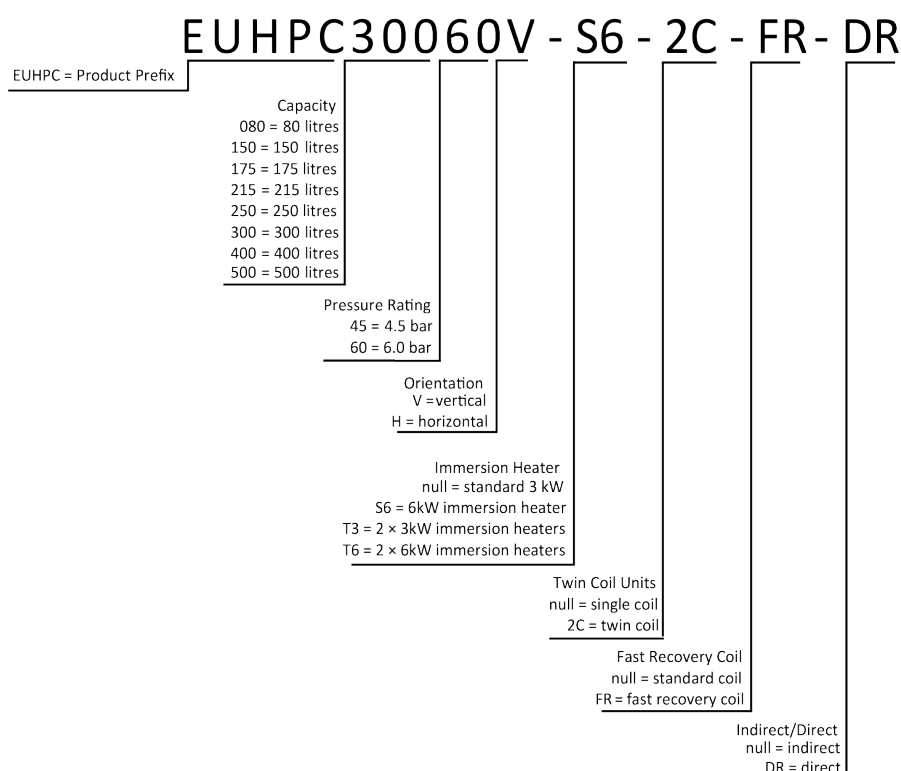 EUHPC30060V - S6 - 2C - FR - DR
EUHPC = Product Prefix
Capacity
080 = 80 litres
150 = 150 litres
175 = 175 litres
215 = 215 litres
250 = 250 litres
300 = 300 litres
400 = 400 litres
500 = 500 litres
Pressure Rating
45 = 4.5 bar
60 = 6.0 bar
Orientation
V =vertical
H = horizontal
Immersion Heater
null = standard 3 kW
S6 = 6kW immersion heater
T3 = 2 × 3kW immersion heaters
T6 = 2 × 6kW immersion heaters
Twin Coil Units
null = single coil
2C = twin coil
Fast Recovery Coil
null = standard coil
FR = fast recovery coil
Indirect/Direct
null = indirect
DR = direct